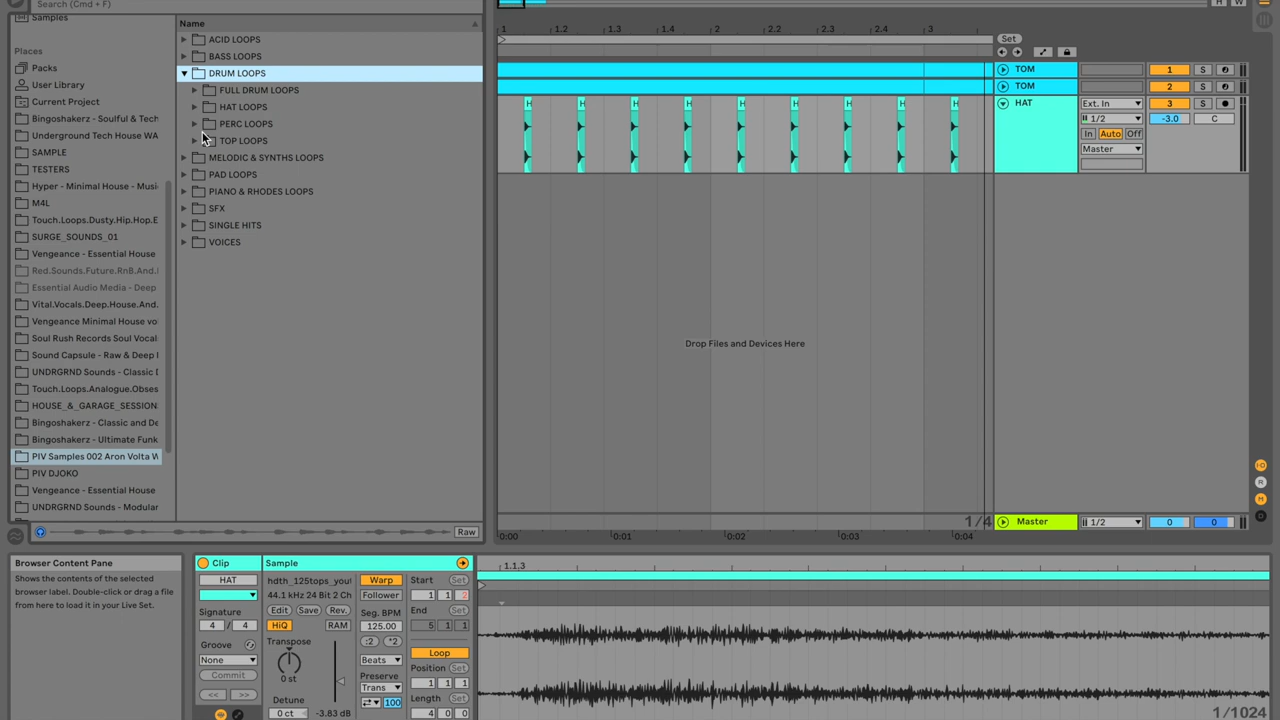 Search (Cmd + F)
Samples
Places
Packs
User Library
Current Project
Bingoshakerz - Soulful & Tech
Underground Tech House WA
SAMPLE
TESTERS
Hyper - Minimal House - Musi
M4L
Touch.Loops.Dusty.Hip.Hop.E
SURGE_SOUNDS_01
Vengeance - Essential House
Red.Sounds.Future.RnB.And.
Essential Audio Media - Deep
Vital.Vocals.Deep.House.And.
Vengeance Minimal House vo
Soul Rush Records Soul Vocal
Sound Capsule - Raw & Deep
UNDRGRND Sounds - Classic
Touch.Loops.Analogue.Obses
HOUSE_&_GARAGE_SESSION
Bingoshakerz - Classic and De
Bingoshakerz - Ultimate Funk
PIV Samples 002 Aron Volta W
PIV DJOKO
Vengeance - Essential House
UNDRGRND Sounds - Modular
Name
ACID LOOPS
BASS LOOPS
DRUM LOOPS
FULL DRUM LOOPS
HAT LOOPS
PERC LOOPS
TOP LOOPS
MELODIC & SYNTHS LOOPS
PAD LOOPS
PIANO & RHODES LOOPS
SFX
SINGLE HITS
VOICES
Raw
H W
1 1.2 1.3 1.4 2 2.3 3
Set
TOM 1 S
TOM 2 S
HAT Ext. In 3 S
1/2 -3.0 C
In Auto Off
Master
H H H H H H H H H
Drop Files and Devices Here
1/4
Master 1/2 0 0
0:00 0:01 0:02 0:03 0:04
IO
R
M
D
Browser Content Pane
Shows the contents of the selected
browser label. Double-click or drag a file
from here to load it in your Live Set.
Clip
HAT
Signature
4 / 4
Groove
None
Commit
<< >>
Sample
hdth_125tops_you
44.1 kHz 24 Bit 2 Ch
Edit Save Rev.
HiQ RAM
Transpose
0 st
Detune
0 ct -3.83 dB
Warp
Follower
Seg. BPM
125.00
:2 *2
Beats
Preserve
Trans
100
Start Set
1 1 2
End Set
5 1 1
Loop
Position Set
1 1 1
Length Set
4 0 0
1.1.3
1/1024